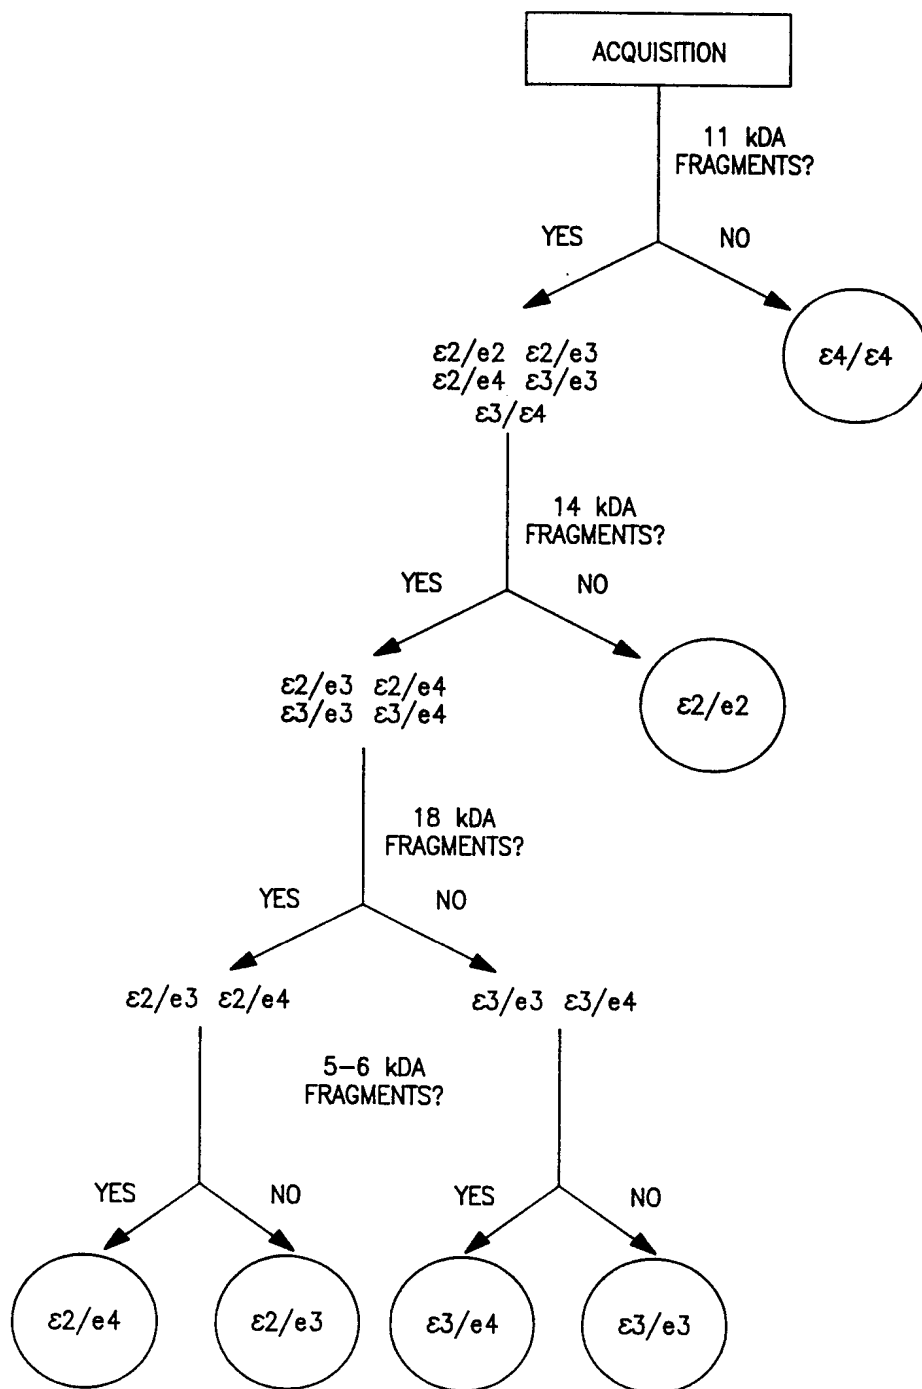 ACQUISITION
11 kDA
FRAGMENTS?
YES
NO
ε2/e2 ε2/e3
ε2/e4 ε3/e3
ε3/ε4
ε4/ε4
14 kDA
FRAGMENTS?
YES
NO
ε2/e3 ε2/e4
ε3/e3 ε3/e4
ε2/e2
18 kDA
FRAGMENTS?
YES
NO
ε2/e3 ε2/e4
ε3/e3 ε3/e4
5-6 kDA
FRAGMENTS?
YES
NO
YES
NO
ε2/e4
ε2/e3
ε3/e4
ε3/e3